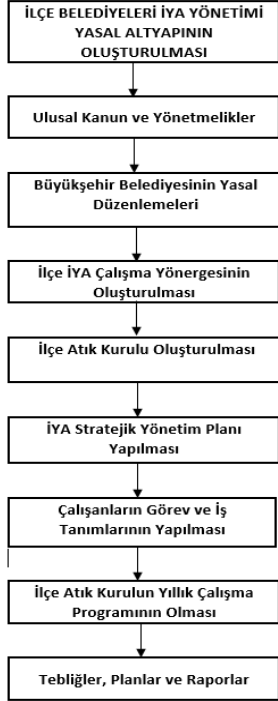 İLÇE BELEDİYELERİ İYA YÖNETİMİ
YASAL ALTYAPININ
OLUŞTURULMASI
Ulusal Kanun ve Yönetmelikler
Büyükşehir Belediyesinin Yasal
Düzenlemeleri
İlçe İYA Çalışma Yönergesinin
Oluşturulması
İlçe Atık Kurulu Oluşturulması
İYA Stratejik Yönetim Planı
Yapılması
Çalışanların Görev ve İş
Tanımlarının Yapılması
İlçe Atık Kurulun Yıllık Çalışma
Programının Olması
Tebliğler, Planlar ve Raporlar